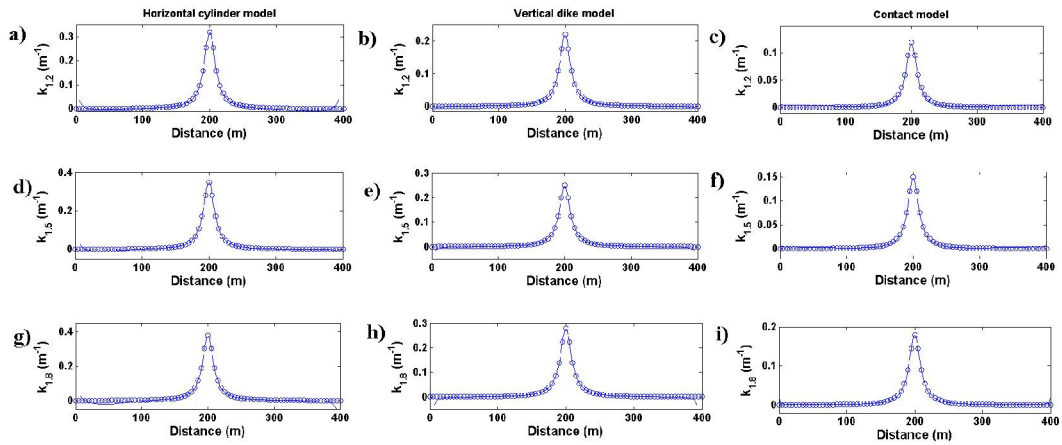 Horizontal cylinder model
Vertical dike model
Contact model
a)
k1.2 (m-1)
0.3
0.2
0.1
0
0 100 200 300 400
Distance (m)
b)
k1.2 (m-1)
0.2
0.1
0
0 100 200 300 400
Distance (m)
c)
k1.2 (m-1)
0.1
0.05
0
0 100 200 300 400
Distance (m)
d)
k1.5 (m-1)
0.4
0.2
0
0 100 200 300 400
Distance (m)
e)
k1.5 (m-1)
0.3
0.2
0.1
0
0 100 200 300 400
Distance (m)
f)
k1.5 (m-1)
0.15
0.1
0.05
0
0 100 200 300 400
Distance (m)
g)
k1.8 (m-1)
0.4
0.2
0
0 100 200 300 400
Distance (m)
h)
k1.8 (m-1)
0.3
0.2
0.1
0
0 100 200 300 400
Distance (m)
i)
k1.8 (m-1)
0.2
0.1
0
0 100 200 300 400
Distance (m)